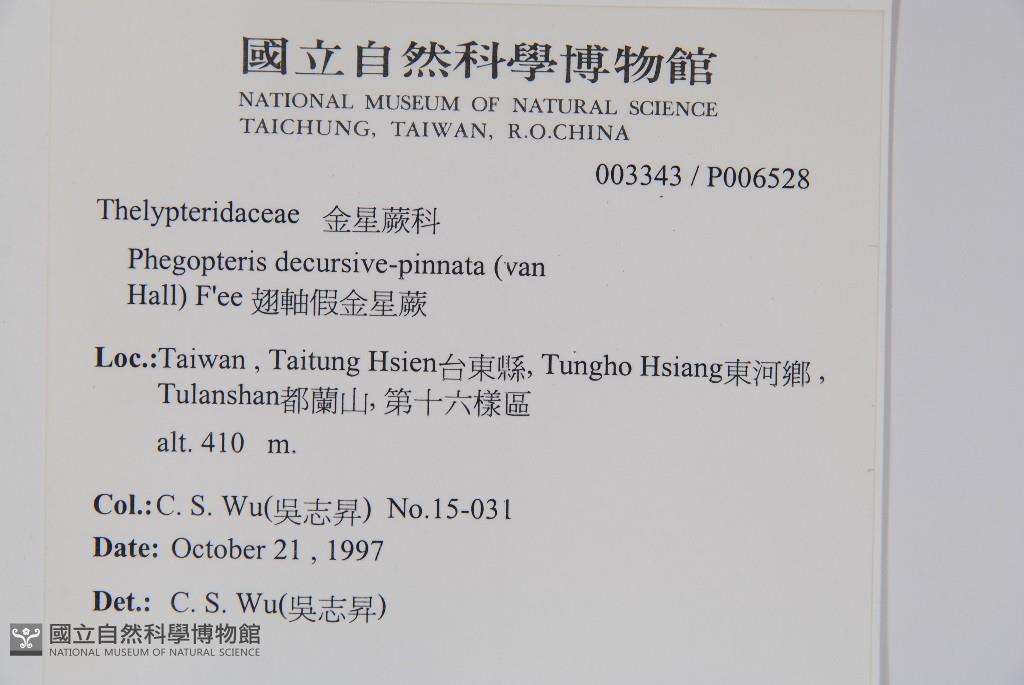 國立自然科學博物館
NATIONAL MUSEUM OF NATURAL SCIENCE
TAICHUNG, TAIWAN, R.O.CHINA
003343 / P006528
Thelypteridaceae 金星蕨科
Phegopteris decursive-pinnata (van
Hall) F'ee 翅軸假金星蕨
Loc.:Taiwan , Taitung Hsien台東縣, Tungho Hsiang東河鄉 ,
Tulanshan都蘭山, 第十六樣區
alt. 410 m.
Col.:C. S. Wu(吳志昇) No.15-031
Date: October 21 , 1997
Det.: C. S. Wu(吳志昇)
國立自然科學博物館
NATIONAL MUSEUM OF NATURAL SCIENCE